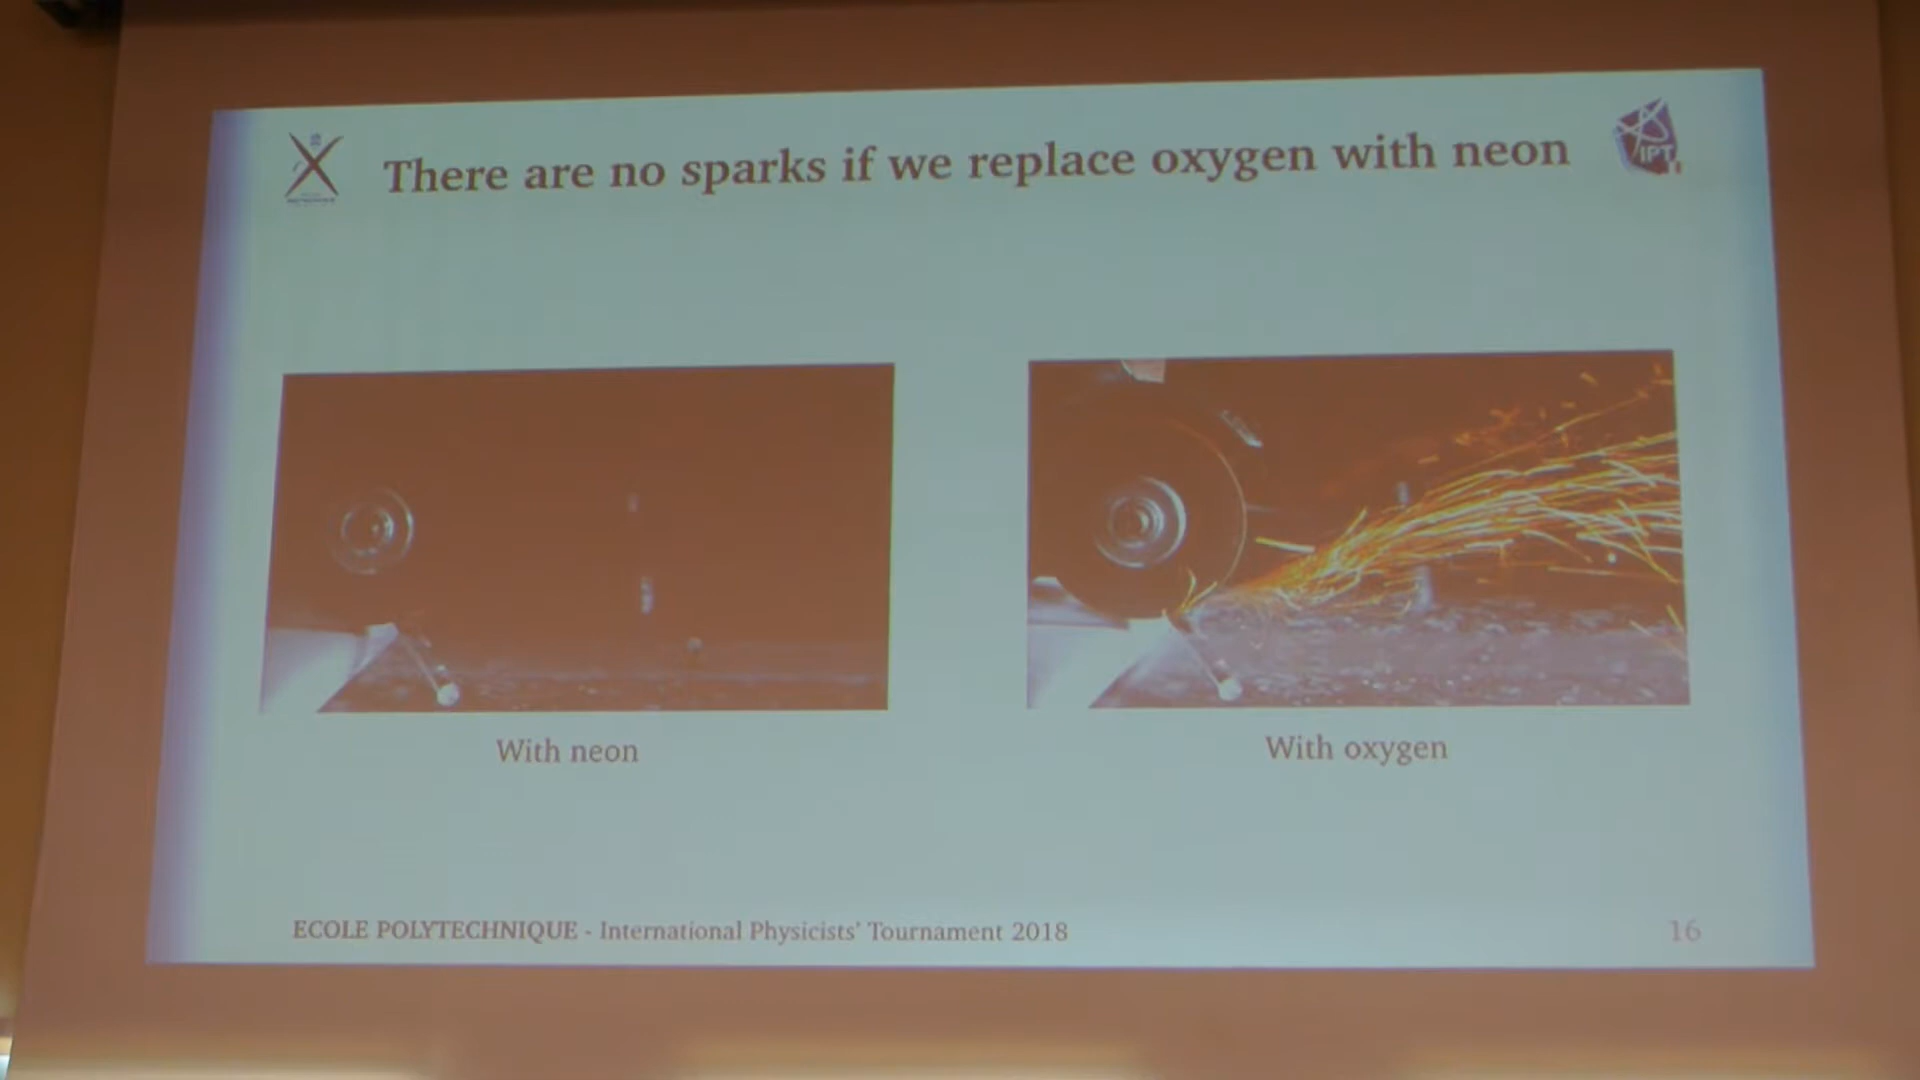 There are no sparks if we replace oxygen with neon
IPT
With neon
With oxygen
ECOLE POLYTECHNIQUE - International Physicists' Tournament 2018
16